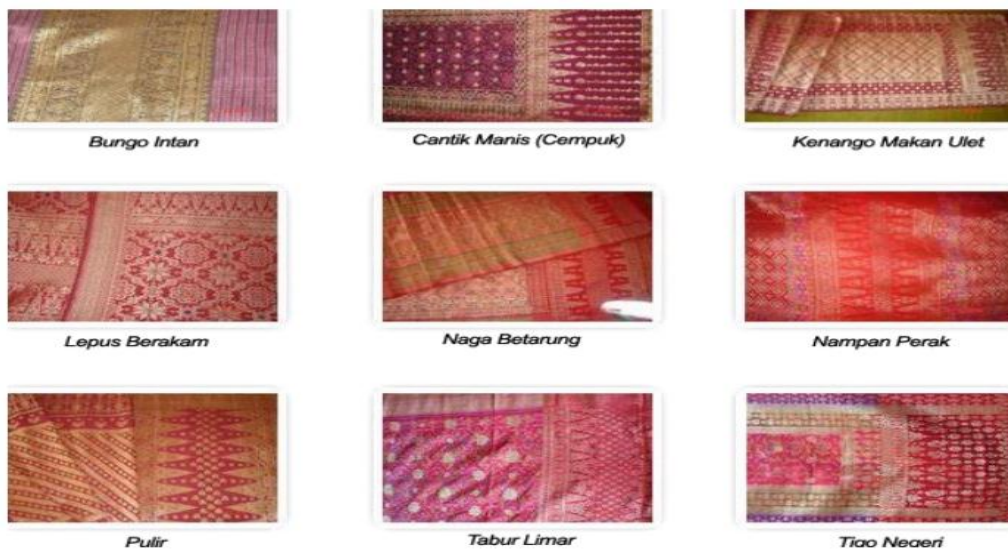 Bungo Intan
Cantik Manis (Cempuk)
Kenango Makan Ulet
Lepus Berakam
Naga Betarung
Nampan Perak
Pulir
Tabur Limar
Tigo Negeri